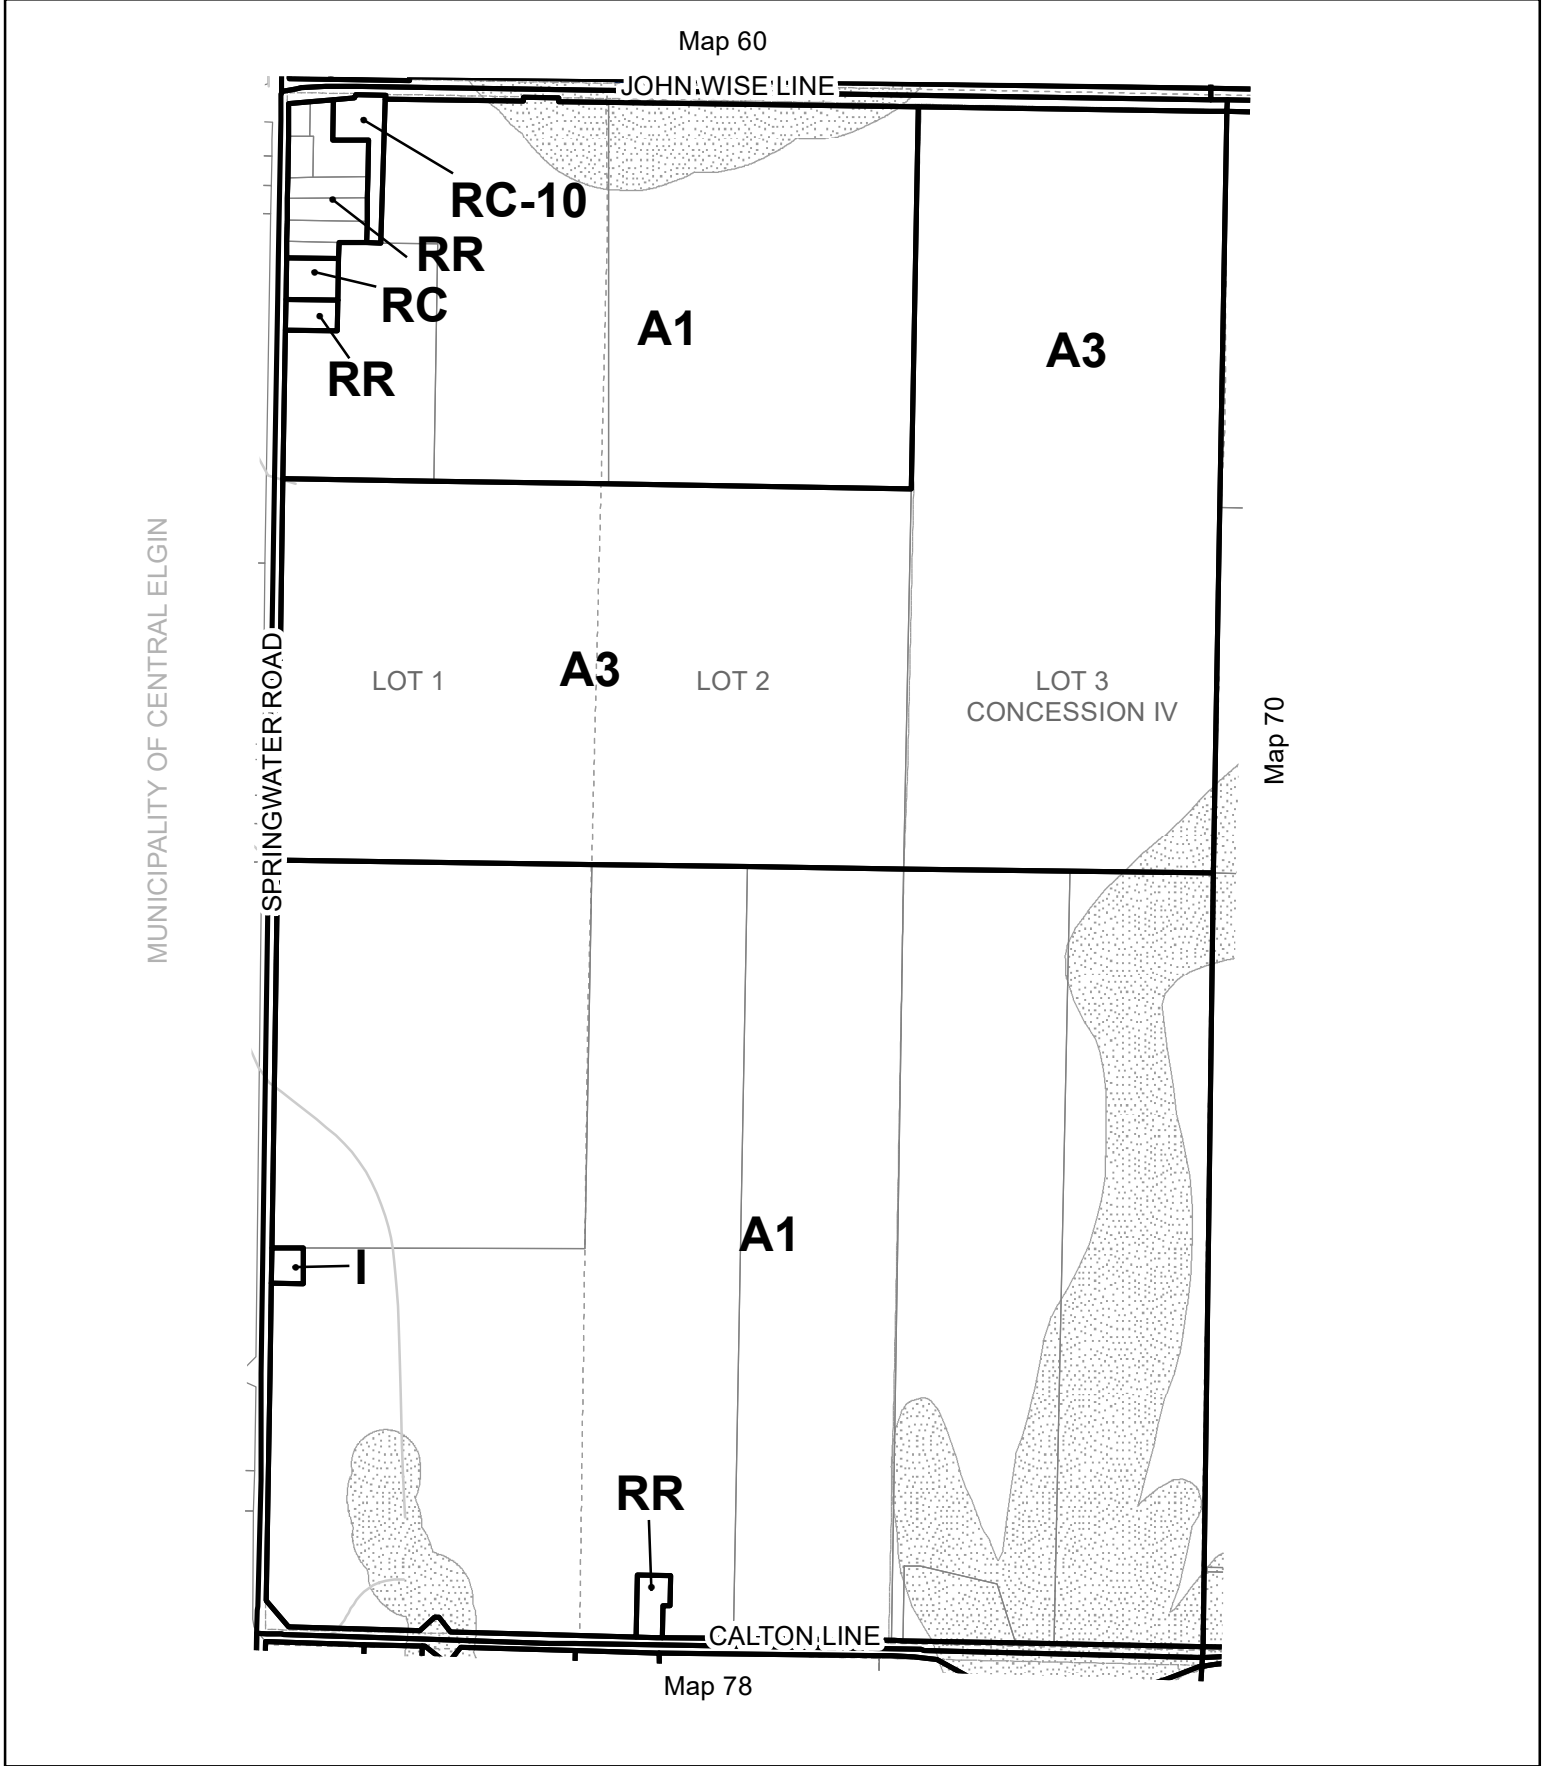 Map 60
JOHN WISE LINE
RC-10
RR
RC
A1
A3
RR
MUNICIPALITY OF CENTRAL ELGIN
SPRINGWATER ROAD
LOT 1
A3
LOT 2
LOT 3
CONCESSION IV
Map 70
A1
I
RR
CALTON LINE
Map 78